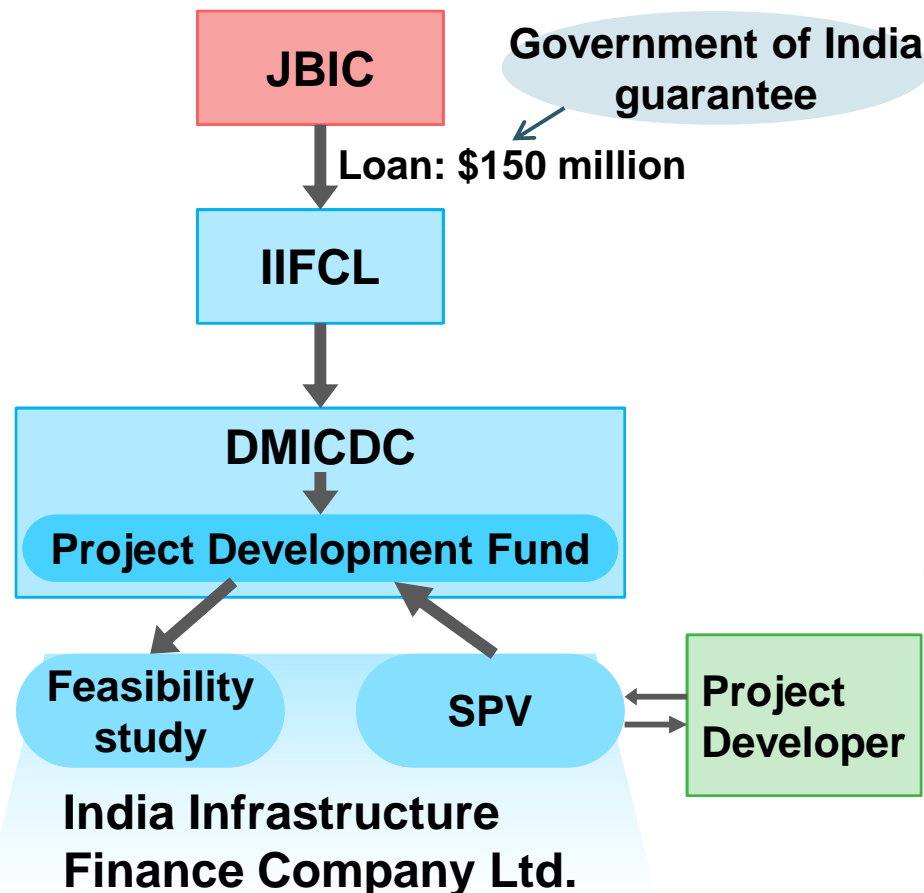 JBIC
Government of India
guarantee
Loan: $150 million
IIFCL
DMICDC
Project Development Fund
Feasibility
study
SPV
Project
Developer
India Infrastructure
Finance Company Ltd.